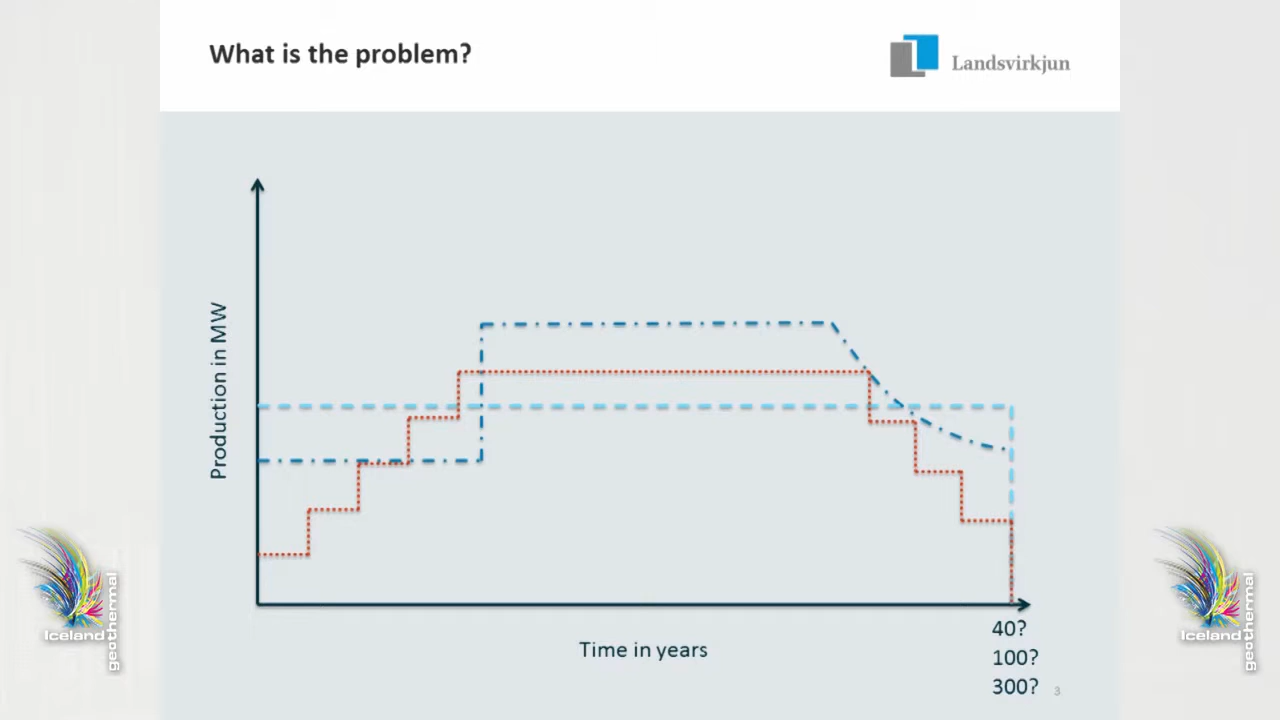 What is the problem?
Landsvirkjun
Production in MW
Time in years
40?
100?
300?
3
Iceland
geothermal
Iceland
geothermal